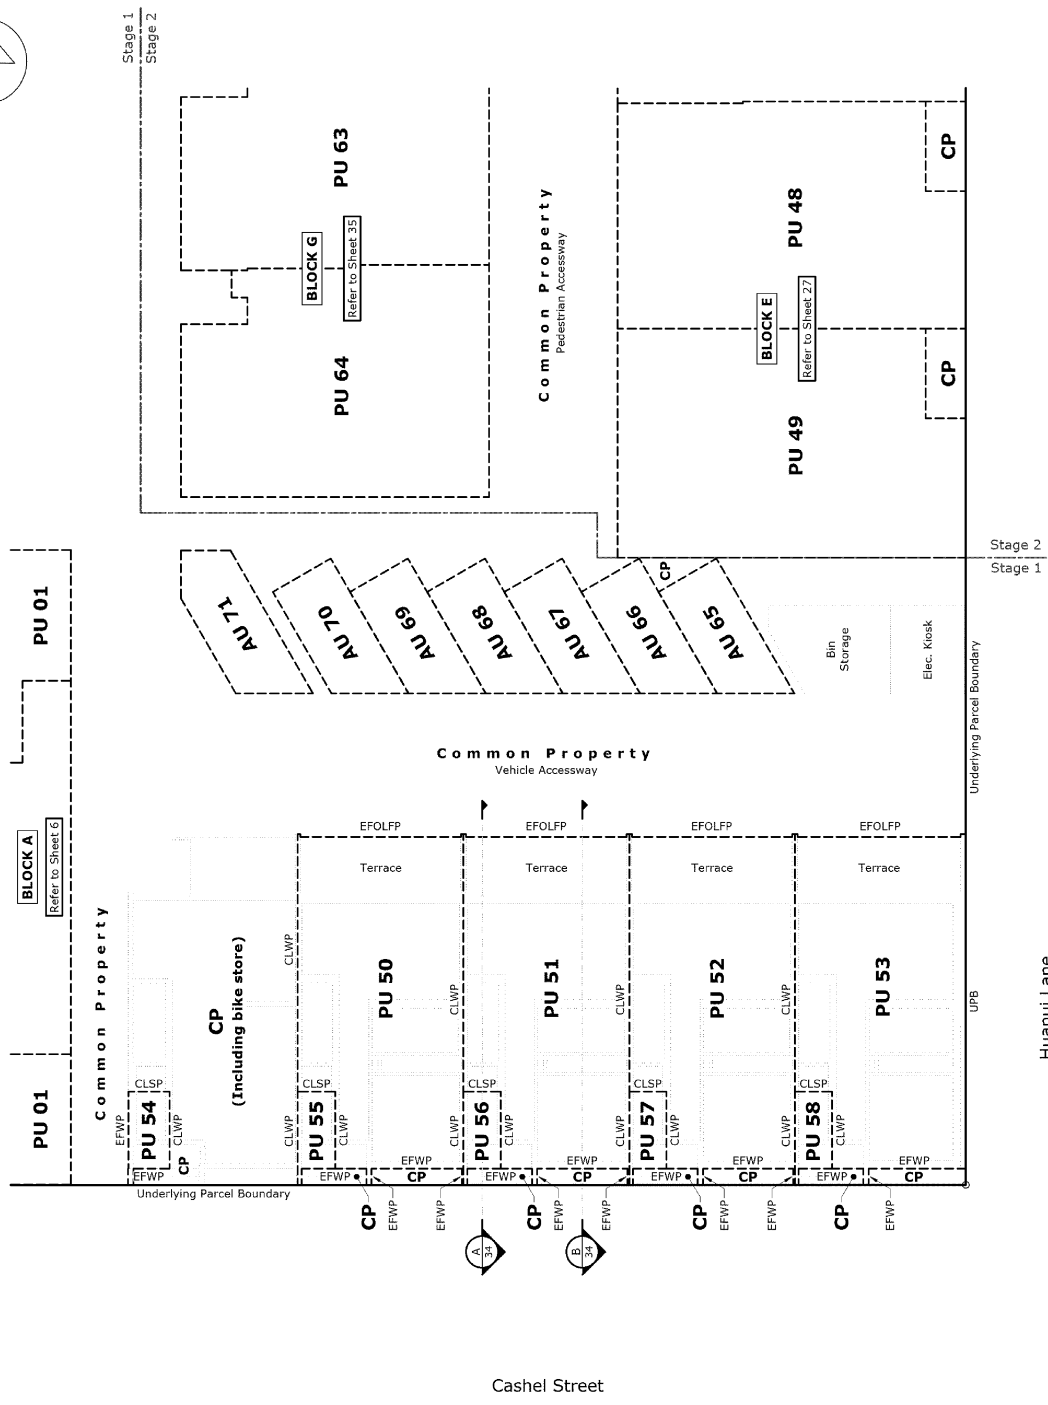 Stage 1
Stage 2
PU 63
BLOCK G
Refer to Sheet 35
PU 64
Common Property
Pedestrian Accessway
PU 48
CP
BLOCK E
Refer to Sheet 27
CP
PU 49
Stage 2
Stage 1
PU 01
AU 71
AU 70
AU 69
AU 68
AU 67
AU 66
CP
AU 65
Bin
Storage
Elec. Kiosk
Underlying Parcel Boundary
Common Property
Vehicle Accessway
BLOCK A
Refer to Sheet 6
EFOLFP
EFOLFP
EFOLFP
EFOLFP
Terrace
Terrace
Terrace
Terrace
Common Property
CP
(Including bike store)
CLWP
PU 50
CLWP
PU 51
CLWP
PU 52
CLWP
PU 53
UPB
PU 01
EFWP
PU 54
CLSP
CLWP
CP
EFWP
CLWP
CLSP
PU 55
CLWP
CLWP
CLSP
PU 56
CLWP
CLWP
CLSP
PU 57
CLWP
CLWP
CLSP
PU 58
CLWP
EFWP
EFWP
EFWP
EFWP
EFWP
CP
EFWP
CP
EFWP
CP
EFWP
CP
Underlying Parcel Boundary
CP
EFWP
EFWP
CP
EFWP
EFWP
CP
EFWP
EFWP
CP
EFWP
A
34
B
34
Cashel Street